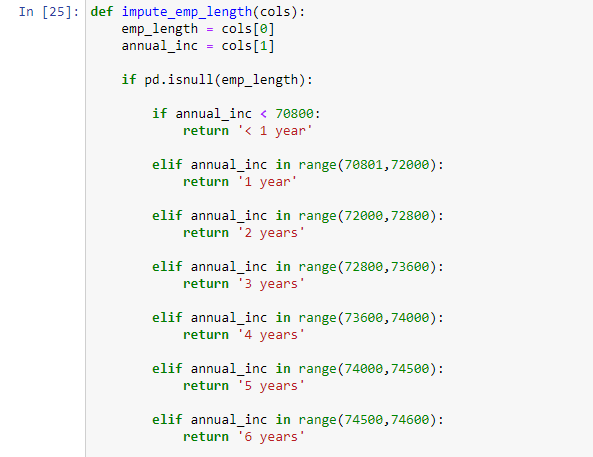 In [25]: def impute_emp_length(cols):
    emp_length = cols[0]
    annual_inc = cols[1]
    if pd.isnull(emp_length):
        if annual_inc < 70800:
            return '< 1 year'
        elif annual_inc in range(70801,72000):
            return '1 year'
        elif annual_inc in range(72000,72800):
            return '2 years'
        elif annual_inc in range(72800,73600):
            return '3 years'
        elif annual_inc in range(73600,74000):
            return '4 years'
        elif annual_inc in range(74000,74500):
            return '5 years'
        elif annual_inc in range(74500,74600):
            return '6 years'